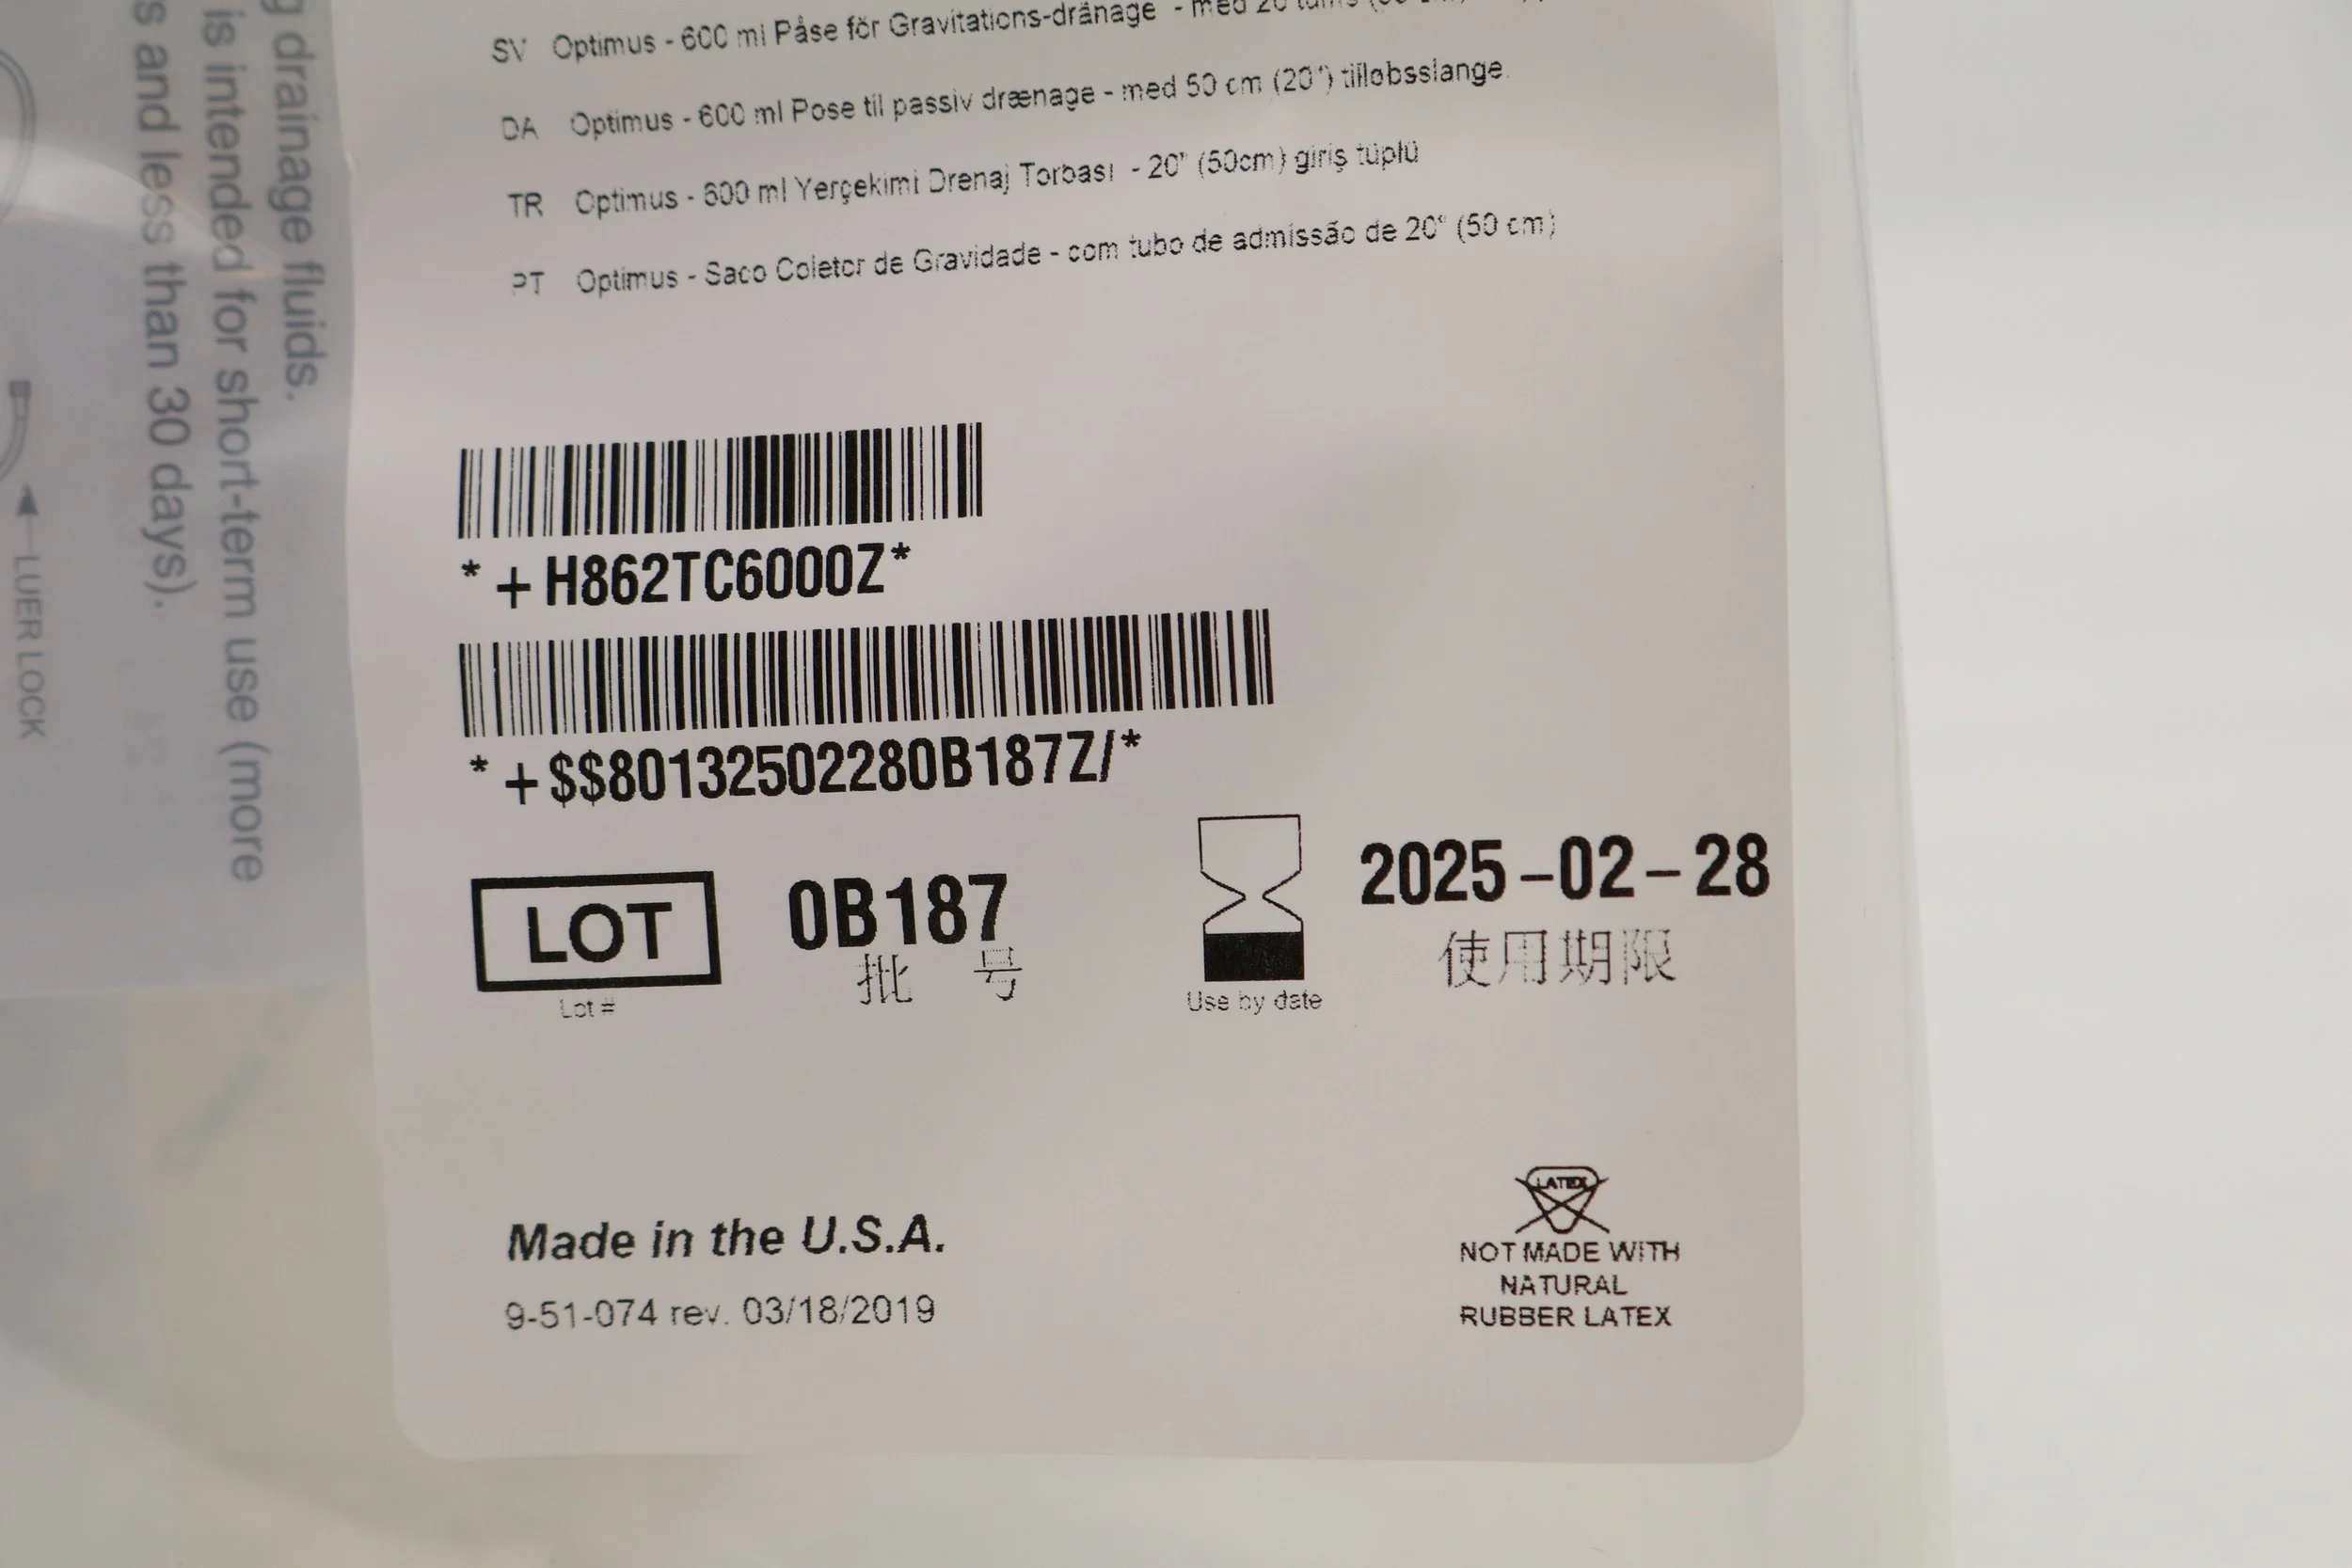 SV Optimus - 600 ml Påse för Gravitations-dränage - med 20
DA Optimus - 600 ml Pose til passiv drænage - med 50 cm (20") tilløbsslange.
TR Optimus - 600 ml Yerçekimi Drenaj Torbası - 20" (50cm) giriş tüplü
PT Optimus - Saco Coletor de Gravidade - com tubo de admissão de 20" (50 cm)
*+H862TC6000Z*
*+$$80132502280B187Z/*
LOT 0B187
Lot # 批 号
2025-02-28
Use by date 使用期限
LATEX
Made in the U.S.A.
9-51-074 rev. 03/18/2019
NOT MADE WITH
NATURAL
RUBBER LATEX
drainage fluids.
is intended for short-term use (more
and less than 30 days).
LUER LOCK